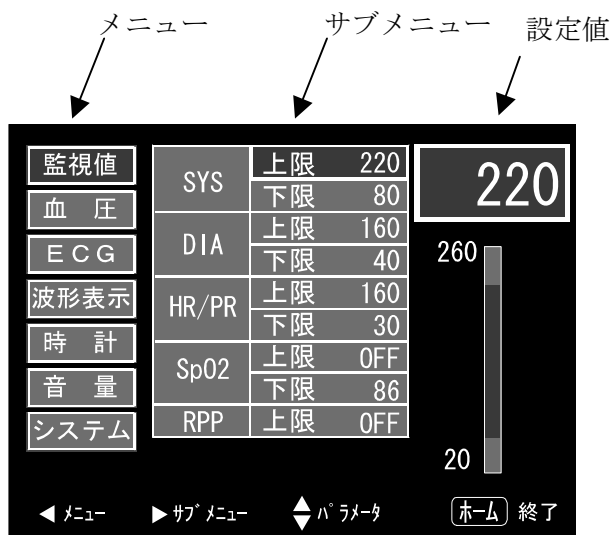 メニュー サブメニュー 設定値
監視値 SYS 上限 220 220
血 圧 下限 80
ECG DIA 上限 160 260
波形表示 下限 40
時 計 HR/PR 上限 160
音 量 下限 30
システム SpO2 上限 OFF
下限 86
RPP 上限 OFF
20
◀ ﾒﾆｭｰ ▶ ｻﾌﾞﾒﾆｭｰ ◆ ﾊﾟﾗﾒｰﾀ ﾎｰﾑ 終了